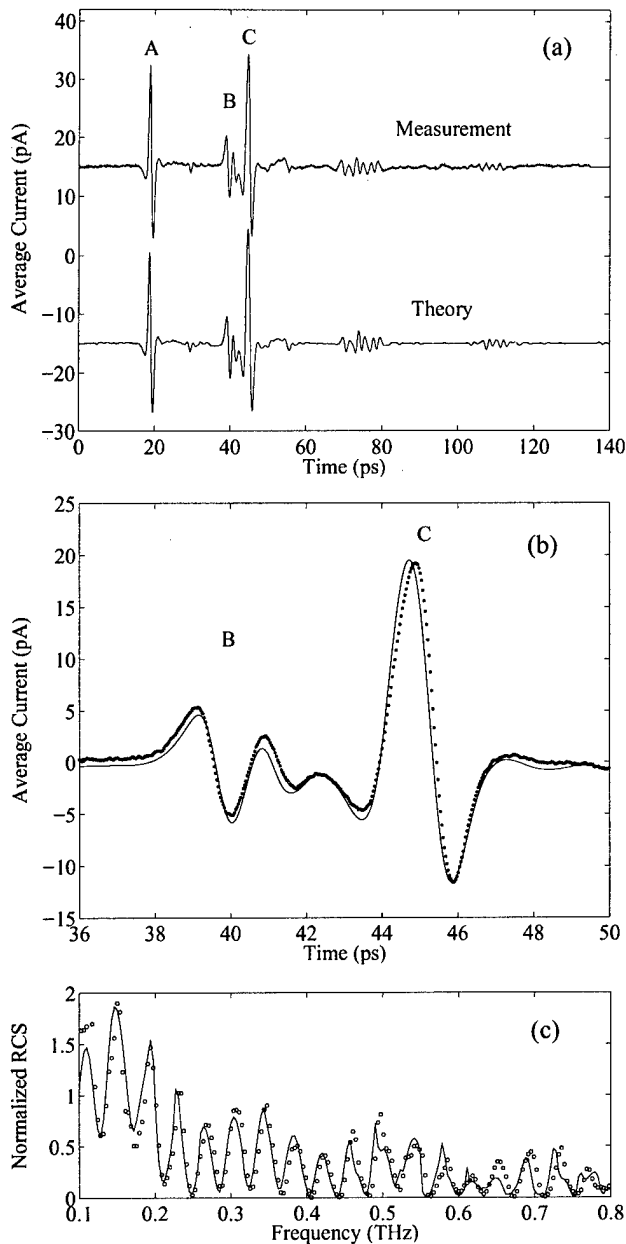 40
30
20
10
0
−10
−20
−30
Average Current (pA)
A
B
C
(a)
Measurement
Theory
0 20 40 60 80 100 120 140
Time (ps)
25
20
15
10
5
0
−5
−10
−15
Average Current (pA)
B
C
(b)
36 38 40 42 44 46 48 50
Time (ps)
2
1.5
1
0.5
0
Normalized RCS
(c)
0.1 0.2 0.3 0.4 0.5 0.6 0.7 0.8
Frequency (THz)